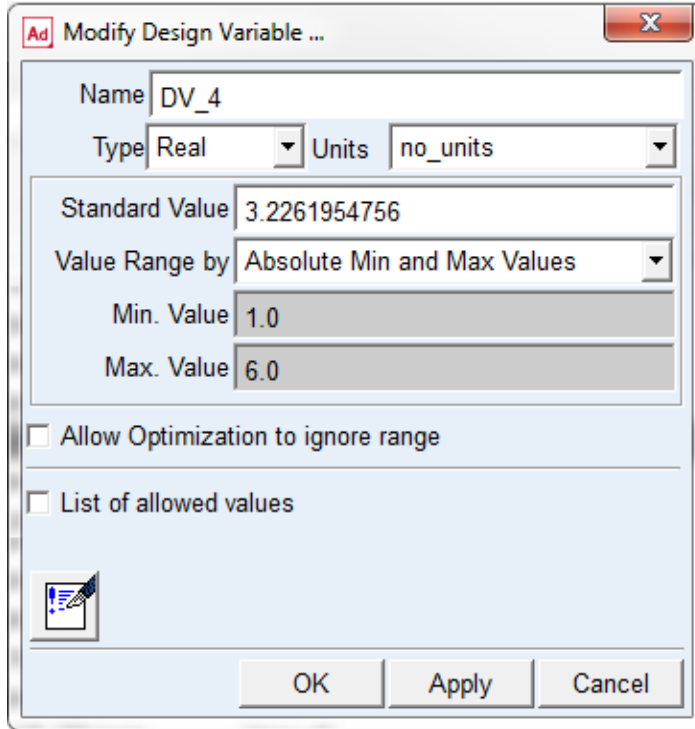 Ad Modify Design Variable ...
Name DV_4
Type Real Units no_units
Standard Value 3.2261954756
Value Range by Absolute Min and Max Values
Min. Value 1.0
Max. Value 6.0
Allow Optimization to ignore range
List of allowed values
OK Apply Cancel